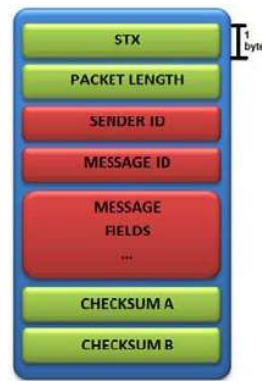 STX
1
byte
PACKET LENGTH
SENDER ID
MESSAGE ID
MESSAGE
FIELDS
...
CHECKSUM A
CHECKSUM B